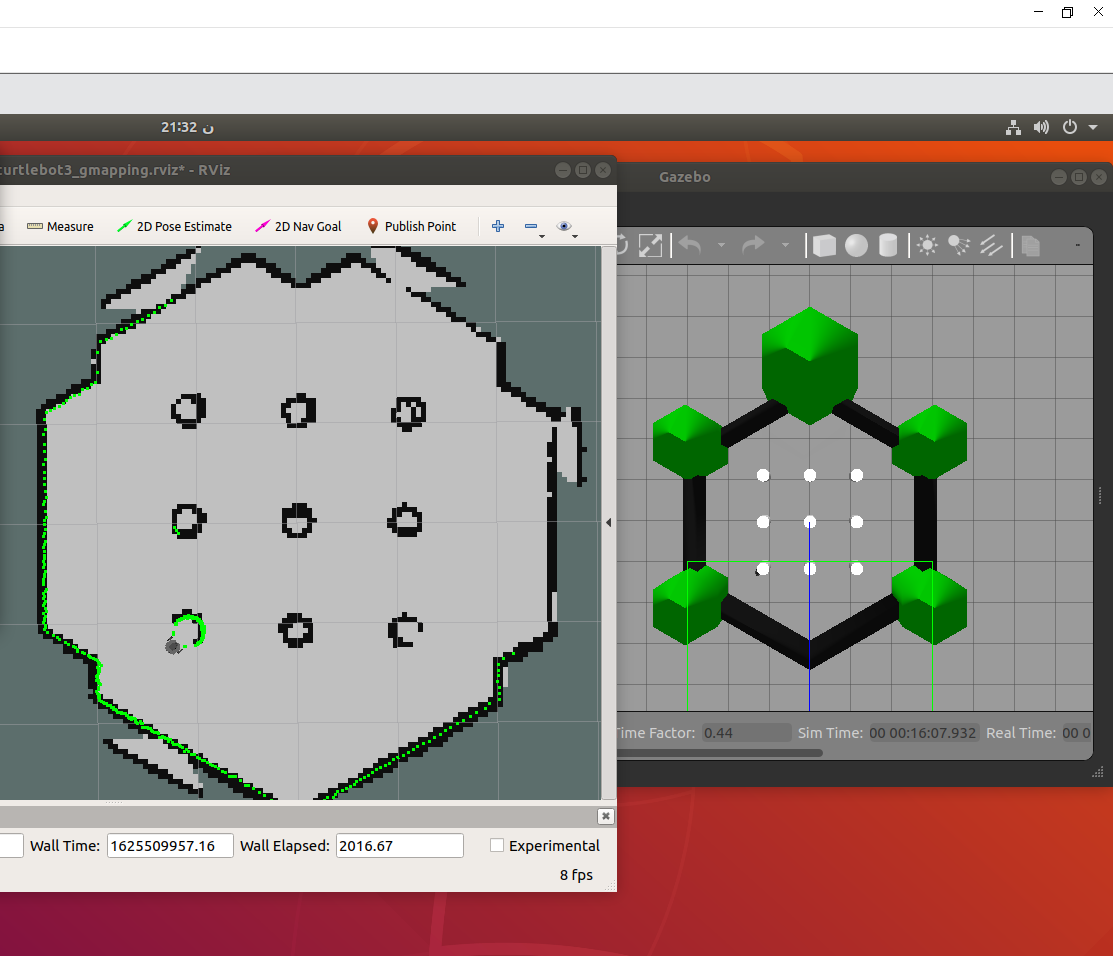 21:32 ن
turtlebot3_gmapping.rviz* - RViz
Gazebo
Measure 2D Pose Estimate 2D Nav Goal Publish Point
Time Factor: 0.44 Sim Time: 00 00:16:07.932 Real Time: 00 0
Wall Time: 1625509957.16 Wall Elapsed: 2016.67 Experimental
8 fps